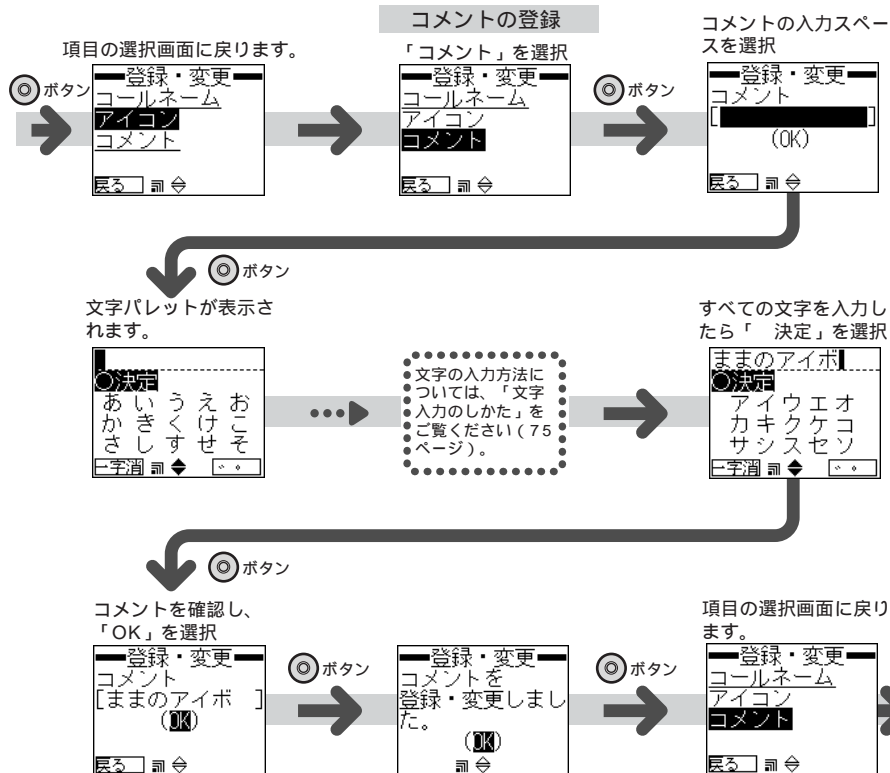 コメントの登録
項目の選択画面に戻ります。
ボタン
登録・変更
コールネーム
アイコン
コメント
戻る
「コメント」を選択
登録・変更
コールネーム
アイコン
コメント
戻る
ボタン
コメントの入力スペー
スを選択
登録・変更
コメント
[ ]
(OK)
戻る
ボタン
文字パレットが表示さ
れます。
◯決定
あ い う え お
か き く け こ
さ し す せ そ
一字消 ゛゜
文字の入力方法に
ついては、「文字
入力のしかた」を
ご覧ください(75
ページ)。
すべての文字を入力し
たら「 決定」を選択
ままのアイボ
◯決定
アイウエオ
カキクケコ
サシスセソ
一字消 ゛゜
ボタン
コメントを確認し、
「OK」を選択
登録・変更
コメント
[ままのアイボ ]
(OK)
戻る
ボタン
登録・変更
コメントを
登録・変更しまし
た。
(OK)
ボタン
項目の選択画面に戻り
ます。
登録・変更
コールネーム
アイコン
コメント
戻る